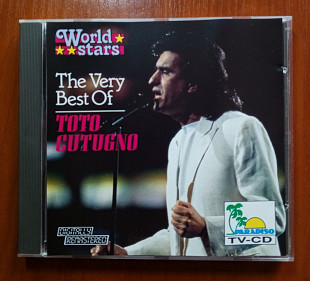 World
stars
The Very
Best Of
TOTO
CUTUGNO
DIGITALLY
REMASTERED
PARADISO
TV-CD